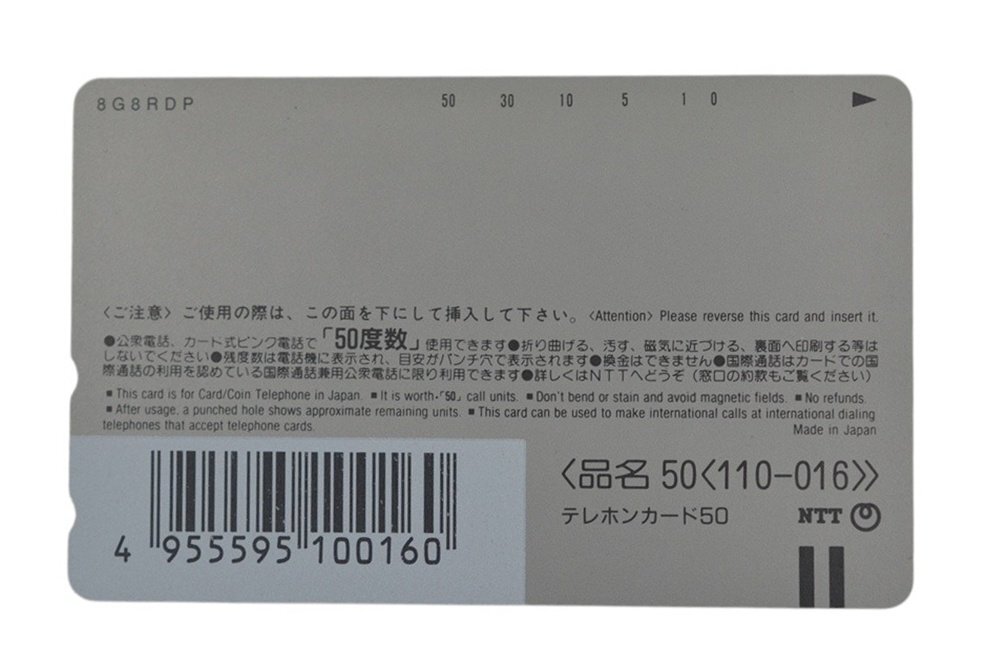 8G8RDP 50 30 10 5 1 0 ▶
〈ご注意〉ご使用の際は、この面を下にして挿入して下さい。〈Attention〉Please reverse this card and insert it.
●公衆電話、カード式ピンク電話で「50度数」使用できます●折り曲げる、汚す、磁気に近づける、裏面へ印刷する等は
しないでください●残度数は電話機に表示され、目安がパンチ穴で表示されます●換金はできません●国際通話はカードでの国
際通話の利用を認めている国際通話兼用公衆電話に限り利用できます●詳しくはNTTへどうぞ（窓口の約款もご覧ください）
■This card is for Card/Coin Telephone in Japan. ■It is worth「50」call units. ■Don't bend or stain and avoid magnetic fields. ■No refunds.
■After usage, a punched hole shows approximate remaining units. ■This card can be used to make international calls at international dialing
telephones that accept telephone cards. Made in Japan
〈品名 50〈110-016〉〉
テレホンカード50 NTT
4 955595 100160